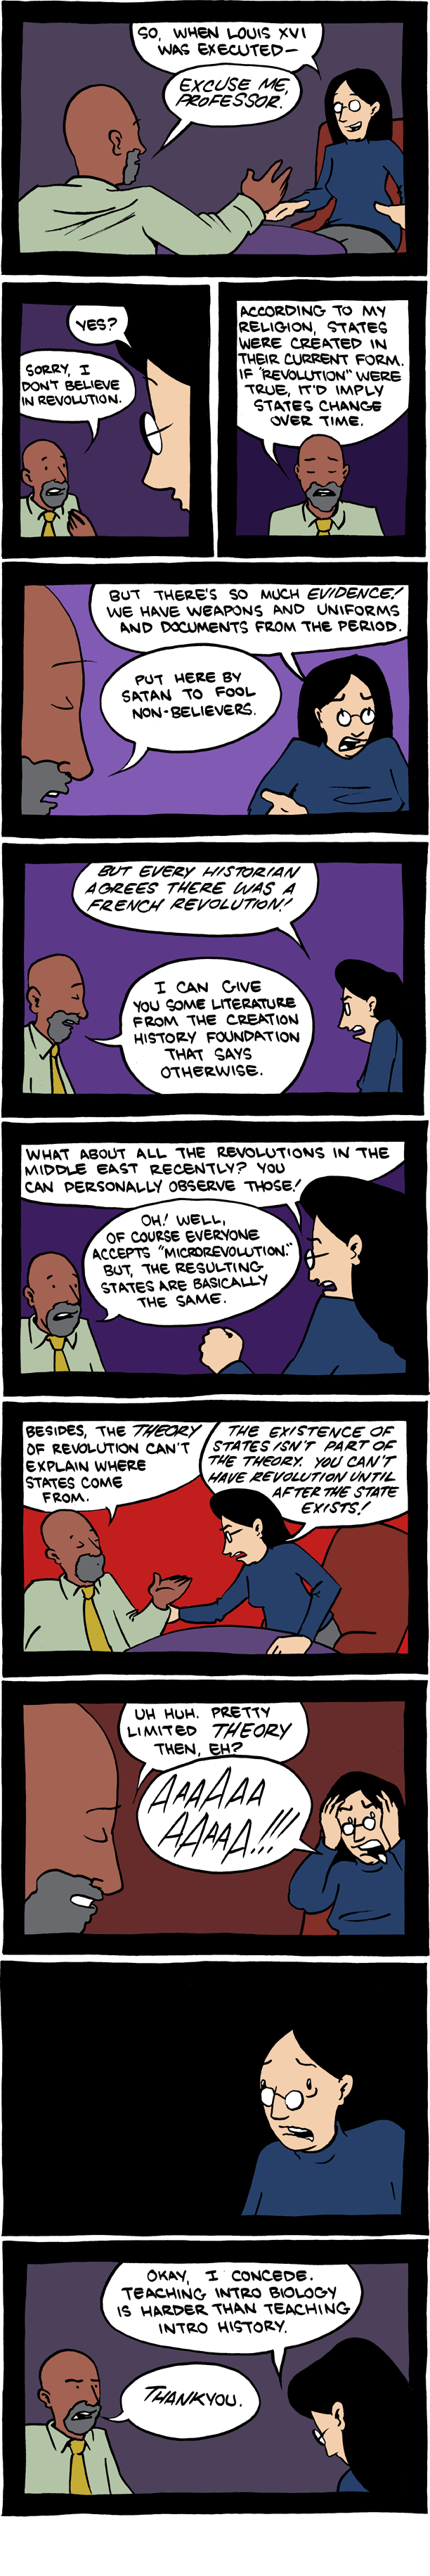 SO, WHEN LOUIS XVI
WAS EXECUTED—
EXCUSE ME,
PROFESSOR.
YES?
SORRY, I
DON'T BELIEVE
IN REVOLUTION.
ACCORDING TO MY
RELIGION, STATES
WERE CREATED IN
THEIR CURRENT FORM.
IF "REVOLUTION" WERE
TRUE, IT'D IMPLY
STATES CHANGE
OVER TIME.
BUT THERE'S SO MUCH EVIDENCE!
WE HAVE WEAPONS AND UNIFORMS
AND DOCUMENTS FROM THE PERIOD.
PUT HERE BY
SATAN TO FOOL
NON-BELIEVERS.
BUT EVERY HISTORIAN
AGREES THERE WAS A
FRENCH REVOLUTION!
I CAN GIVE
YOU SOME LITERATURE
FROM THE CREATION
HISTORY FOUNDATION
THAT SAYS
OTHERWISE.
WHAT ABOUT ALL THE REVOLUTIONS IN THE
MIDDLE EAST RECENTLY? YOU
CAN PERSONALLY OBSERVE THOSE!
OH! WELL,
OF COURSE EVERYONE
ACCEPTS "MICROREVOLUTION."
BUT, THE RESULTING
STATES ARE BASICALLY
THE SAME.
BESIDES, THE THEORY
OF REVOLUTION CAN'T
EXPLAIN WHERE
STATES COME
FROM.
THE EXISTENCE OF
STATES ISN'T PART OF
THE THEORY. YOU CAN'T
HAVE REVOLUTION UNTIL
AFTER THE STATE
EXISTS!
UH HUH. PRETTY
LIMITED THEORY
THEN, EH?
AAAAAA
AAAAA!!!
OKAY, I CONCEDE.
TEACHING INTRO BIOLOGY
IS HARDER THAN TEACHING
INTRO HISTORY.
THANK YOU.